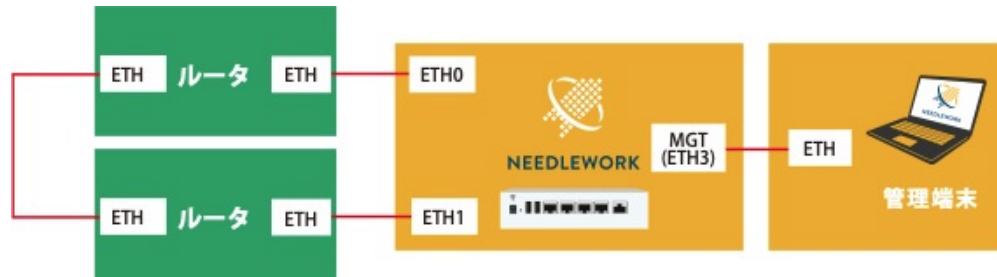 ETH ルータ ETH
ETH0
NEEDLEWORK
MGT
(ETH3)
ETH
NEEDLEWORK
管理端末
ETH ルータ ETH
ETH1